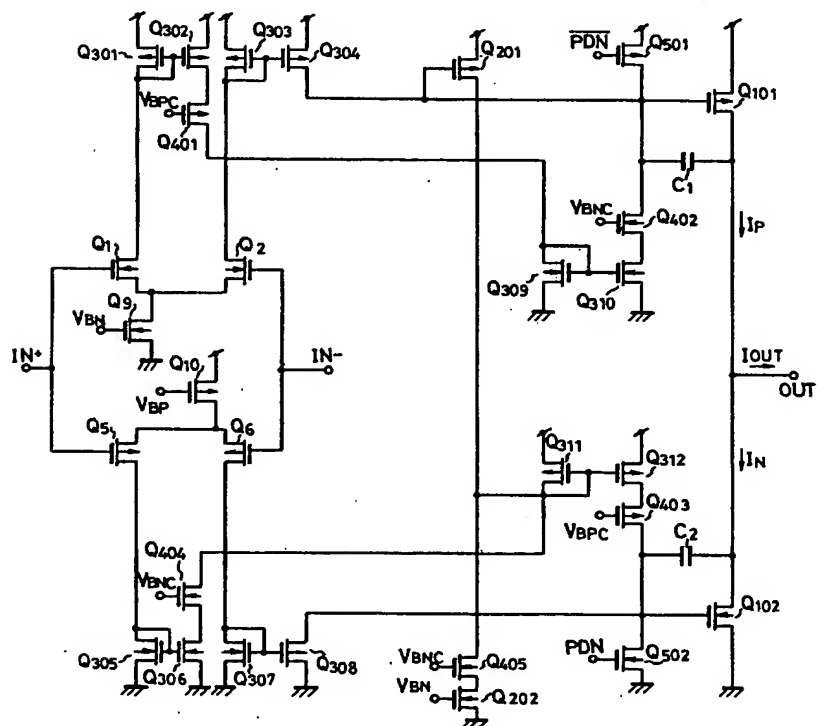 Q302
Q303
Q301
Q304
Q201
PDN
Q501
VBPC
Q401
Q101
C1
VBNC
Q402
IP
Q1
Q2
Q309
Q310
Q9
VBN
IN+
Q10
IN-
IOUT
OUT
VBP
Q5
Q6
Q311
Q312
IN
Q403
VBPC
Q404
VBNC
C2
Q102
VBNC
Q405
PDN
Q502
VBN
Q202
Q305
Q306
Q307
Q308